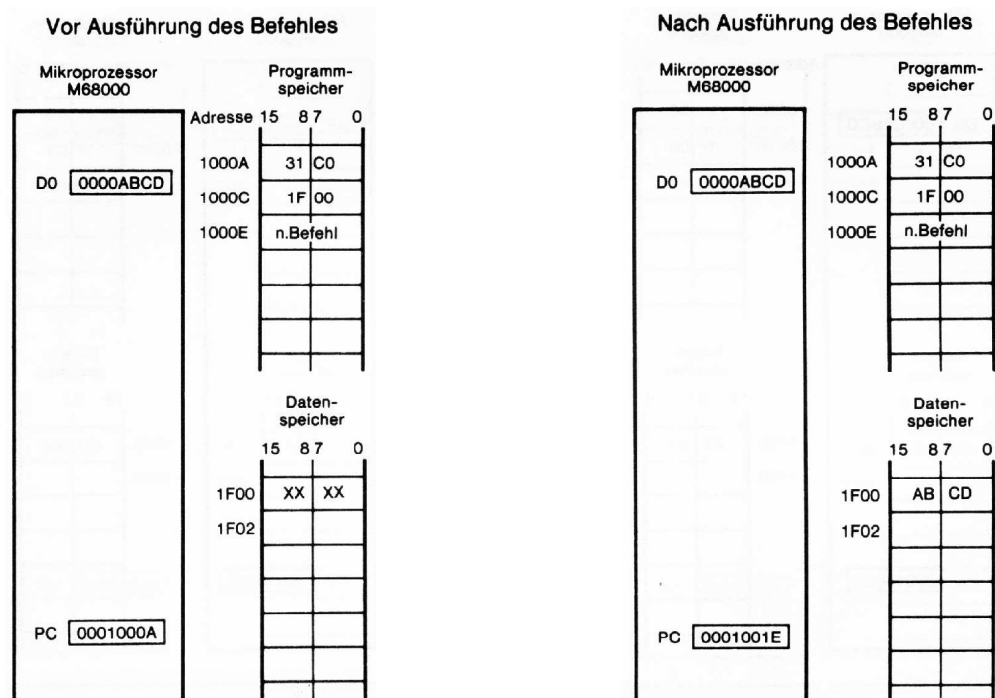 Vor Ausführung des Befehles
Mikroprozessor
M68000
Programm-
speicher
Adresse 15 8 7 0
1000A 31 C0
D0 0000ABCD
1000C 1F 00
1000E n.Befehl
Daten-
speicher
15 8 7 0
1F00 XX XX
1F02
PC 0001000A
Nach Ausführung des Befehles
Mikroprozessor
M68000
Programm-
speicher
15 8 7 0
1000A 31 C0
D0 0000ABCD
1000C 1F 00
1000E n.Befehl
Daten-
speicher
15 8 7 0
1F00 AB CD
1F02
PC 0001001E